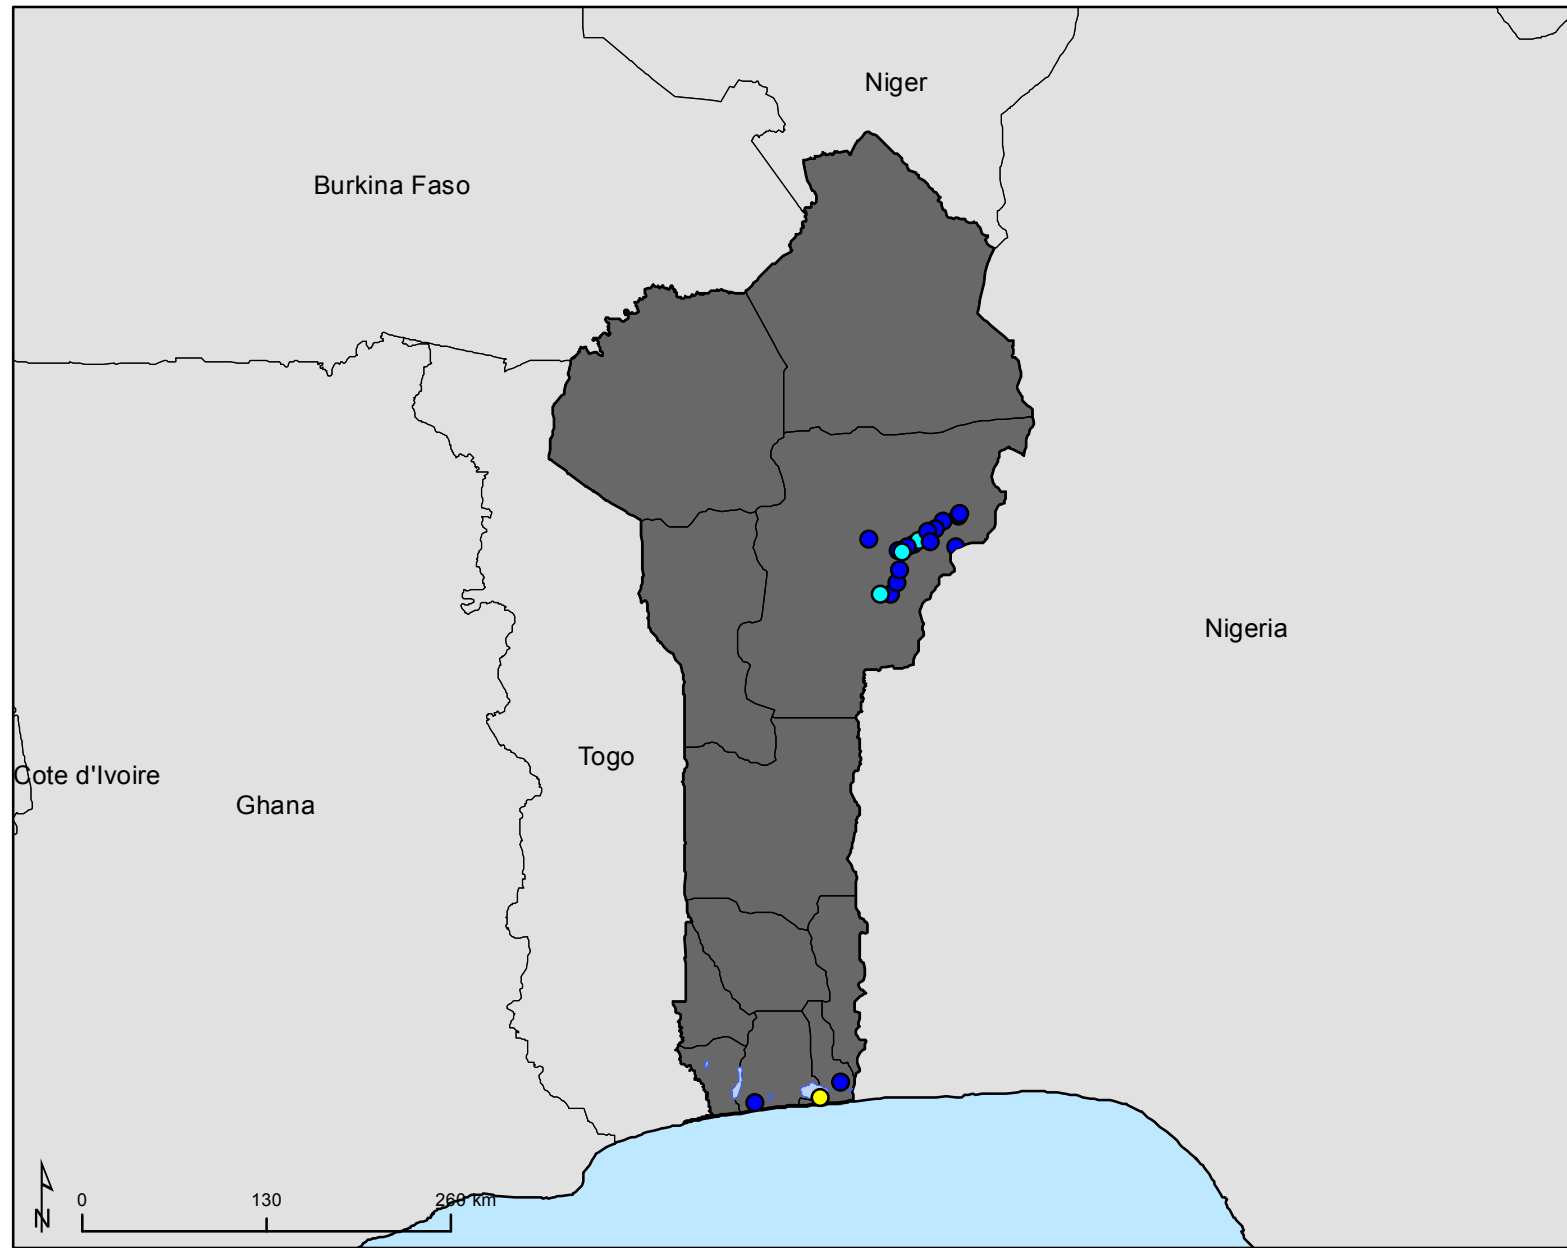 Niger
Burkina Faso
Nigeria
Togo
Cote d'Ivoire
Ghana
0 130 260 km
N